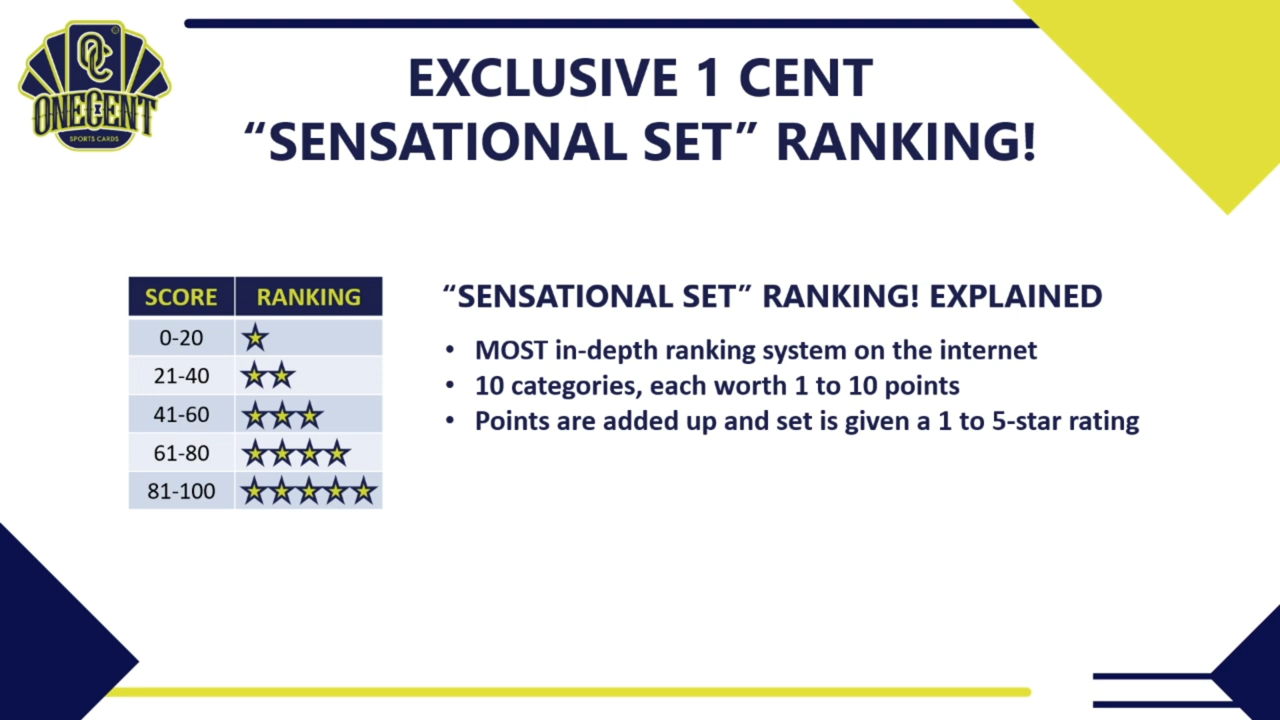 OC
ONECENT
SPORTS CARDS
EXCLUSIVE 1 CENT
“SENSATIONAL SET” RANKING!
SCORE RANKING
0-20
21-40
41-60
61-80
81-100
“SENSATIONAL SET” RANKING! EXPLAINED
• MOST in-depth ranking system on the internet
• 10 categories, each worth 1 to 10 points
• Points are added up and set is given a 1 to 5-star rating